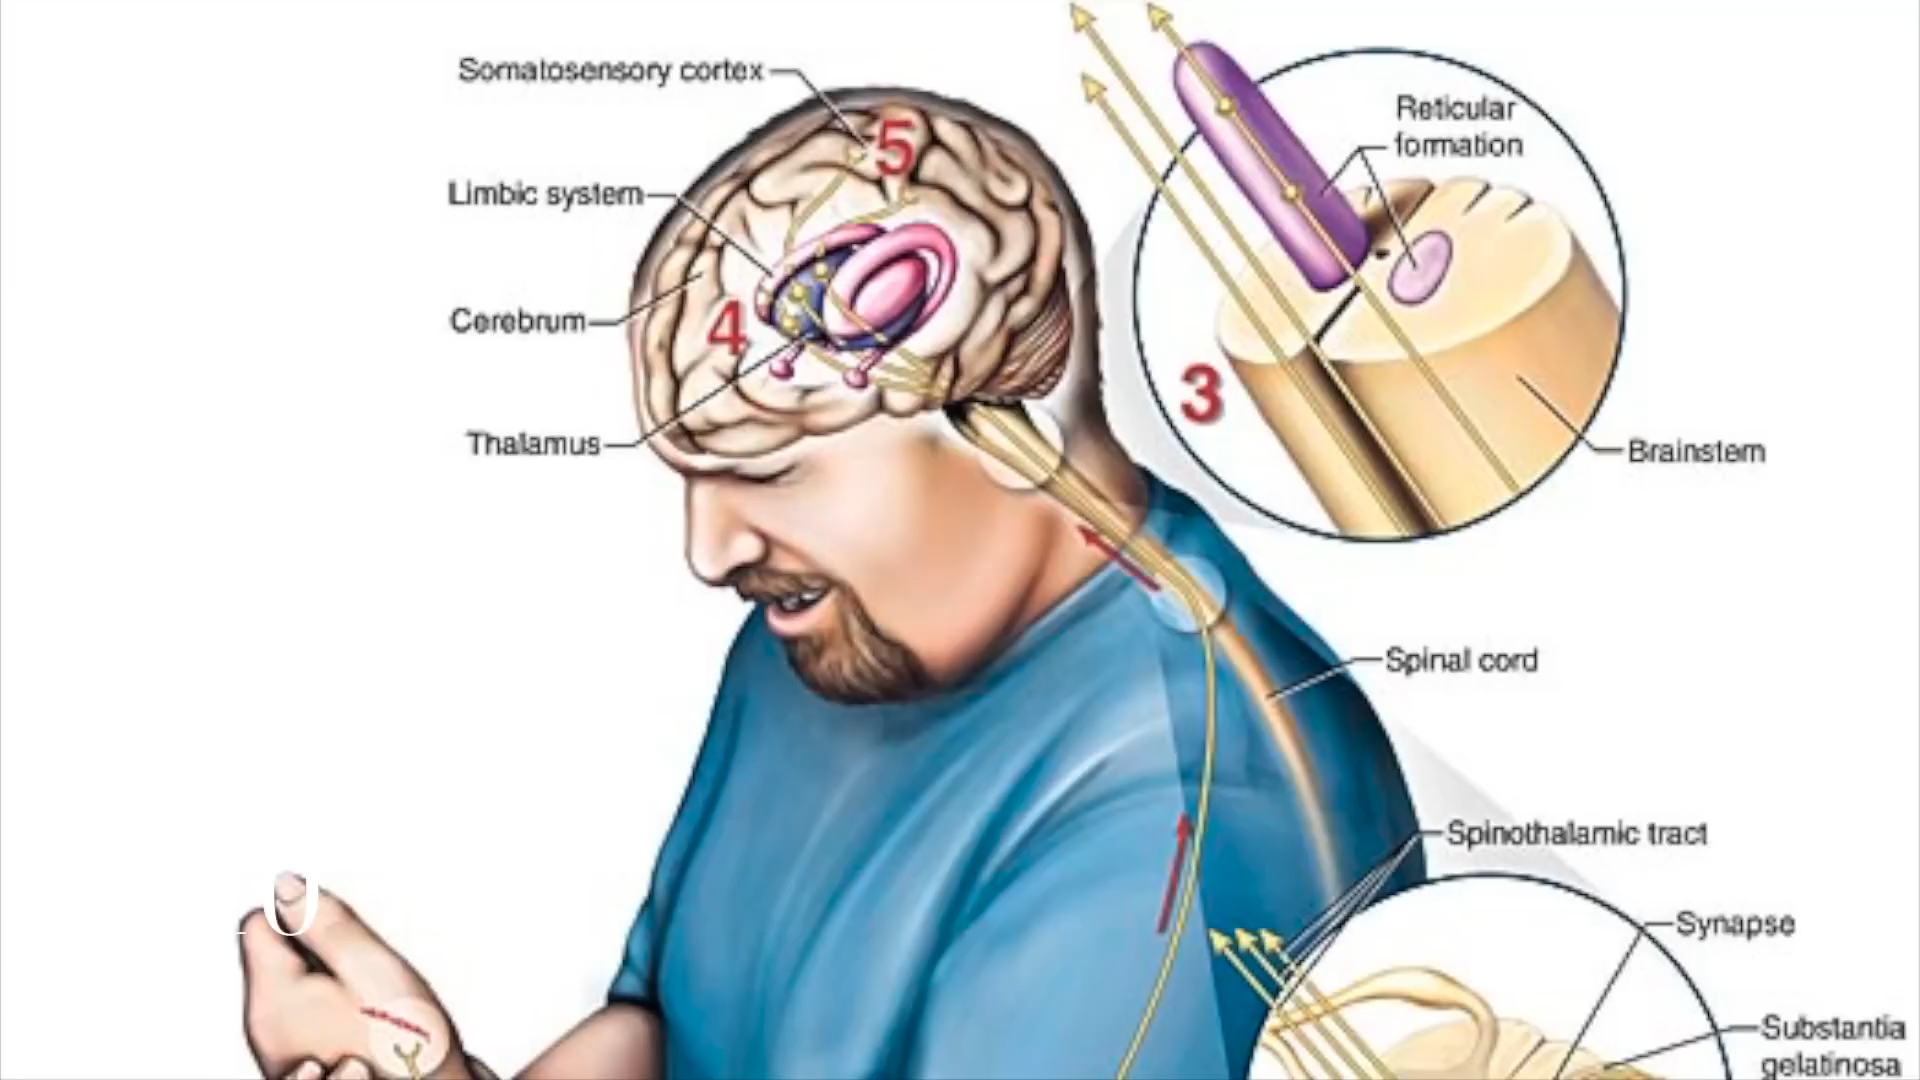 Somatosensory cortex
5
Reticular
formation
Limbic system
Cerebrum
4
3
Thalamus
Brainstem
Spinal cord
Spinothalamic tract
0
Synapse
Substantia
gelatinosa